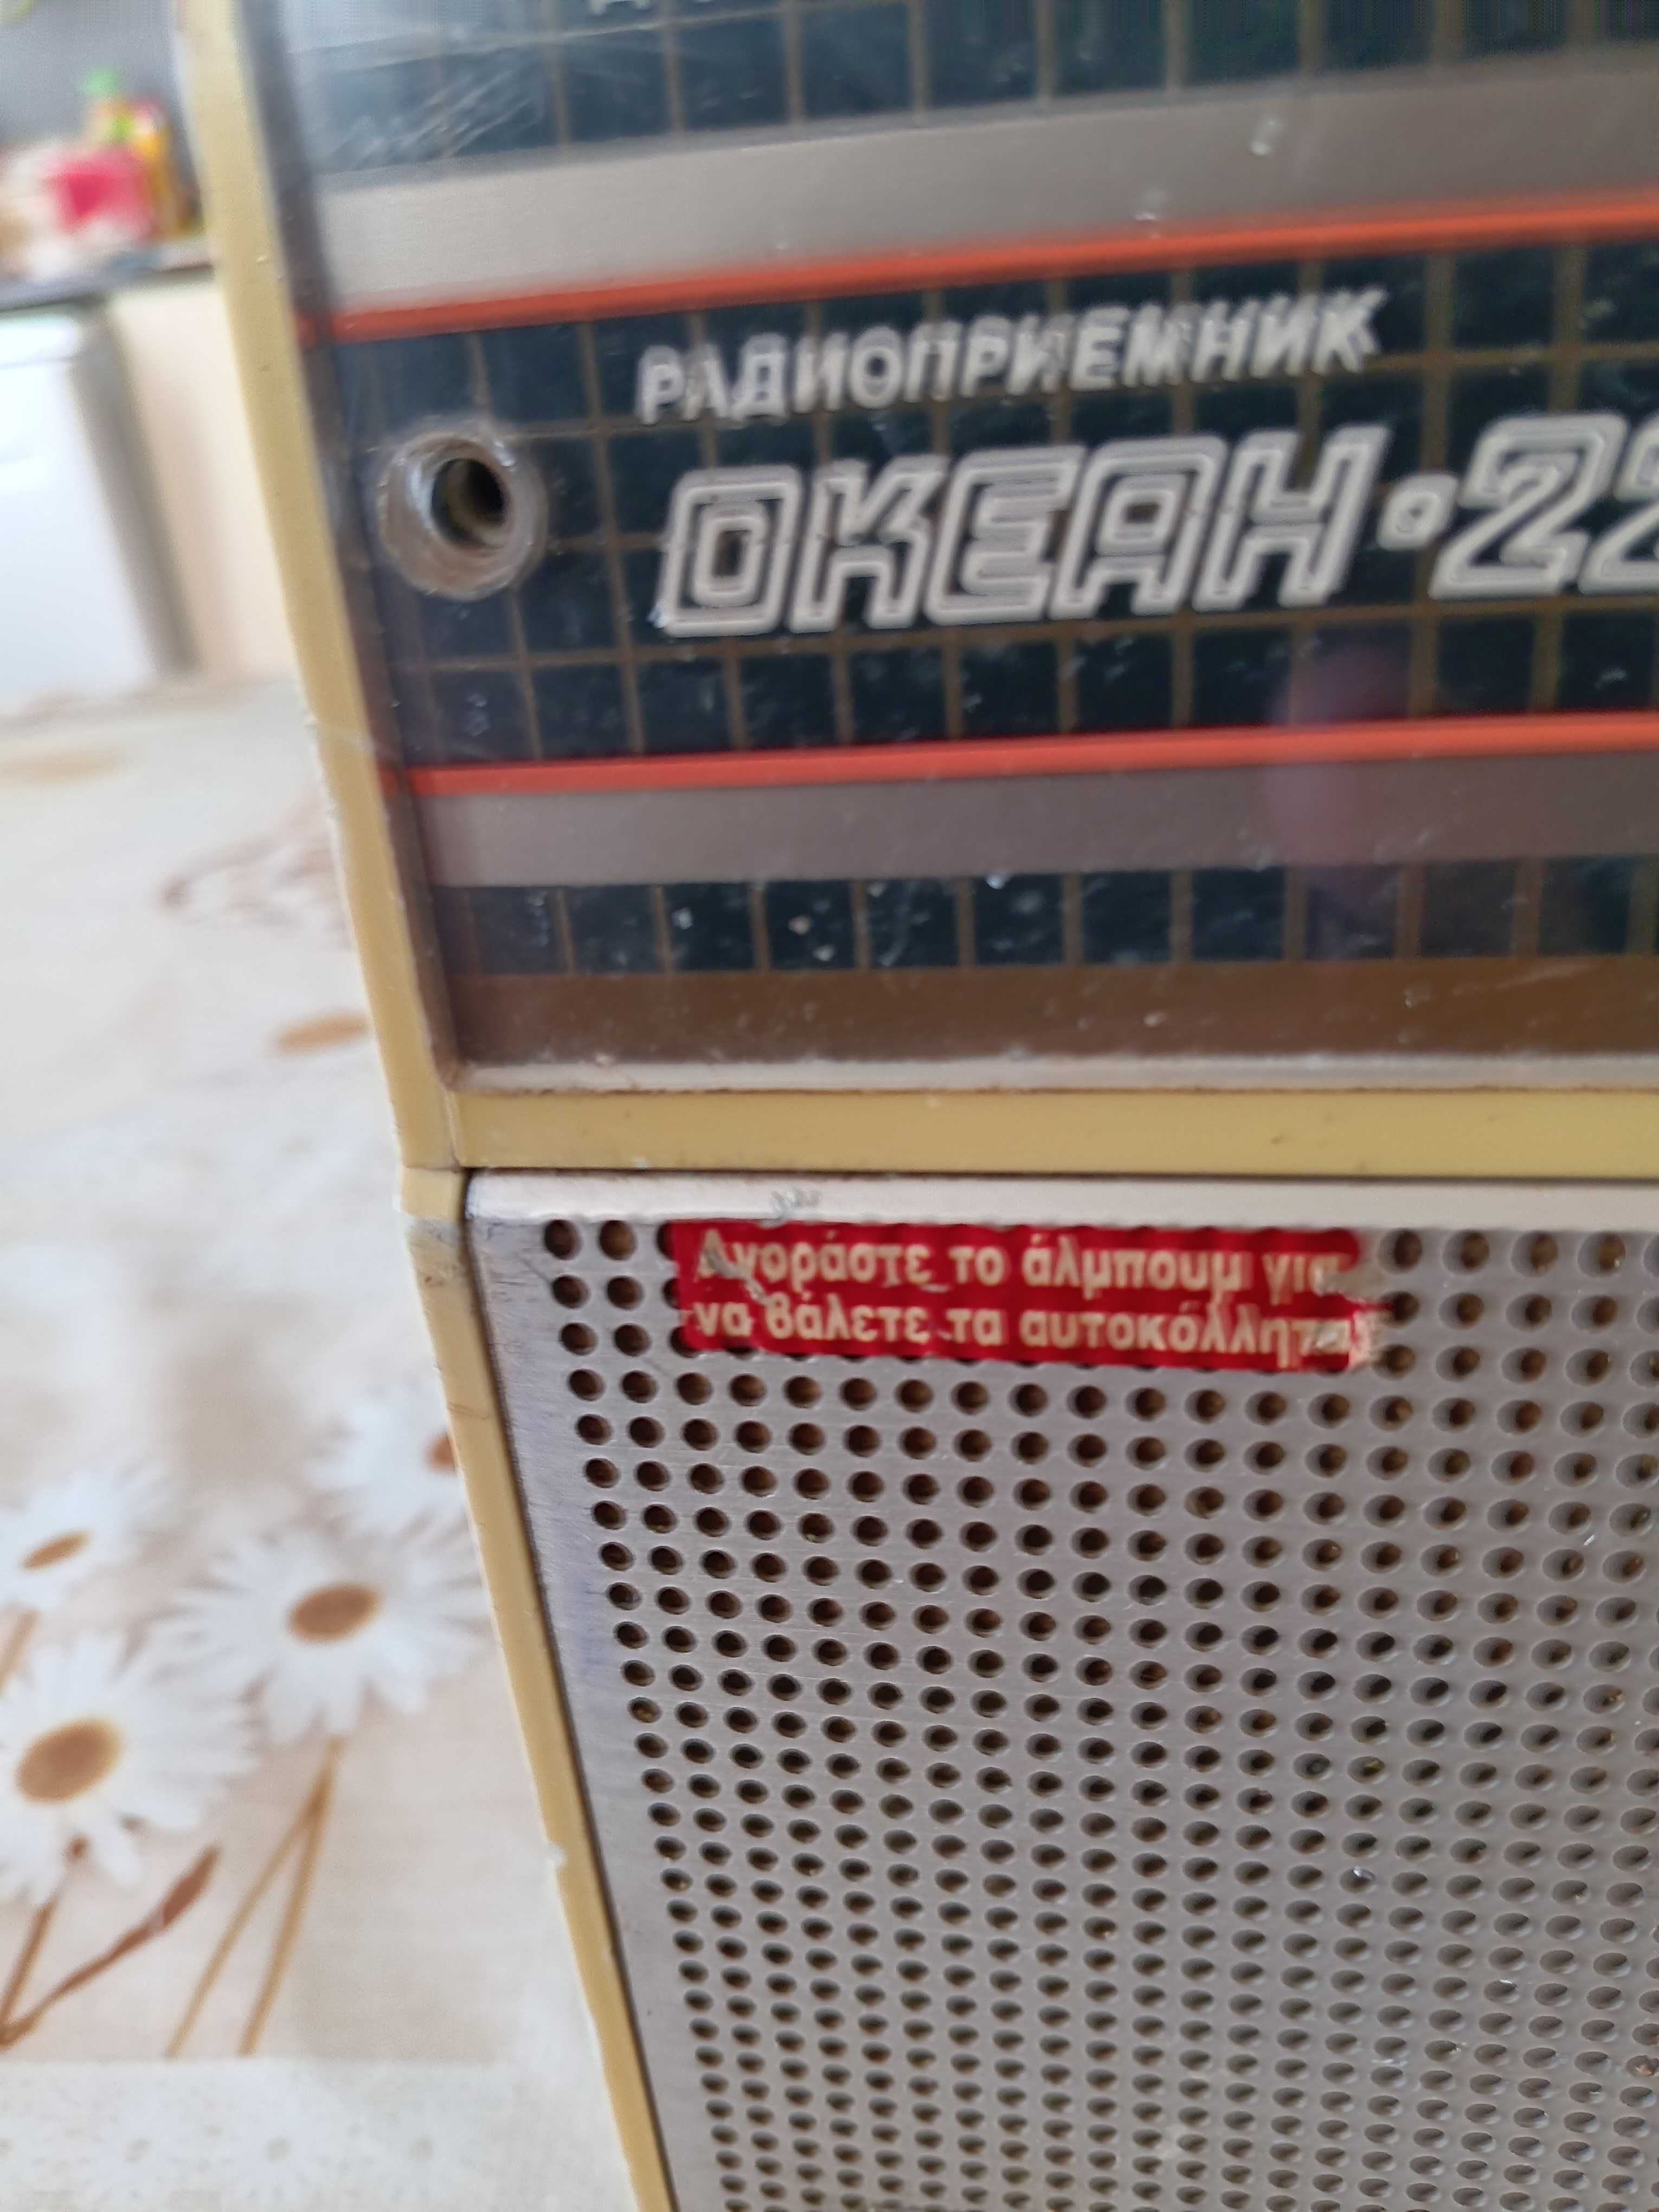 РАДИОПРИЕМНИК
ОКЕАН·22
Αγοράστε το άλμπουμ για
να βάλετε τα αυτοκόλλητα